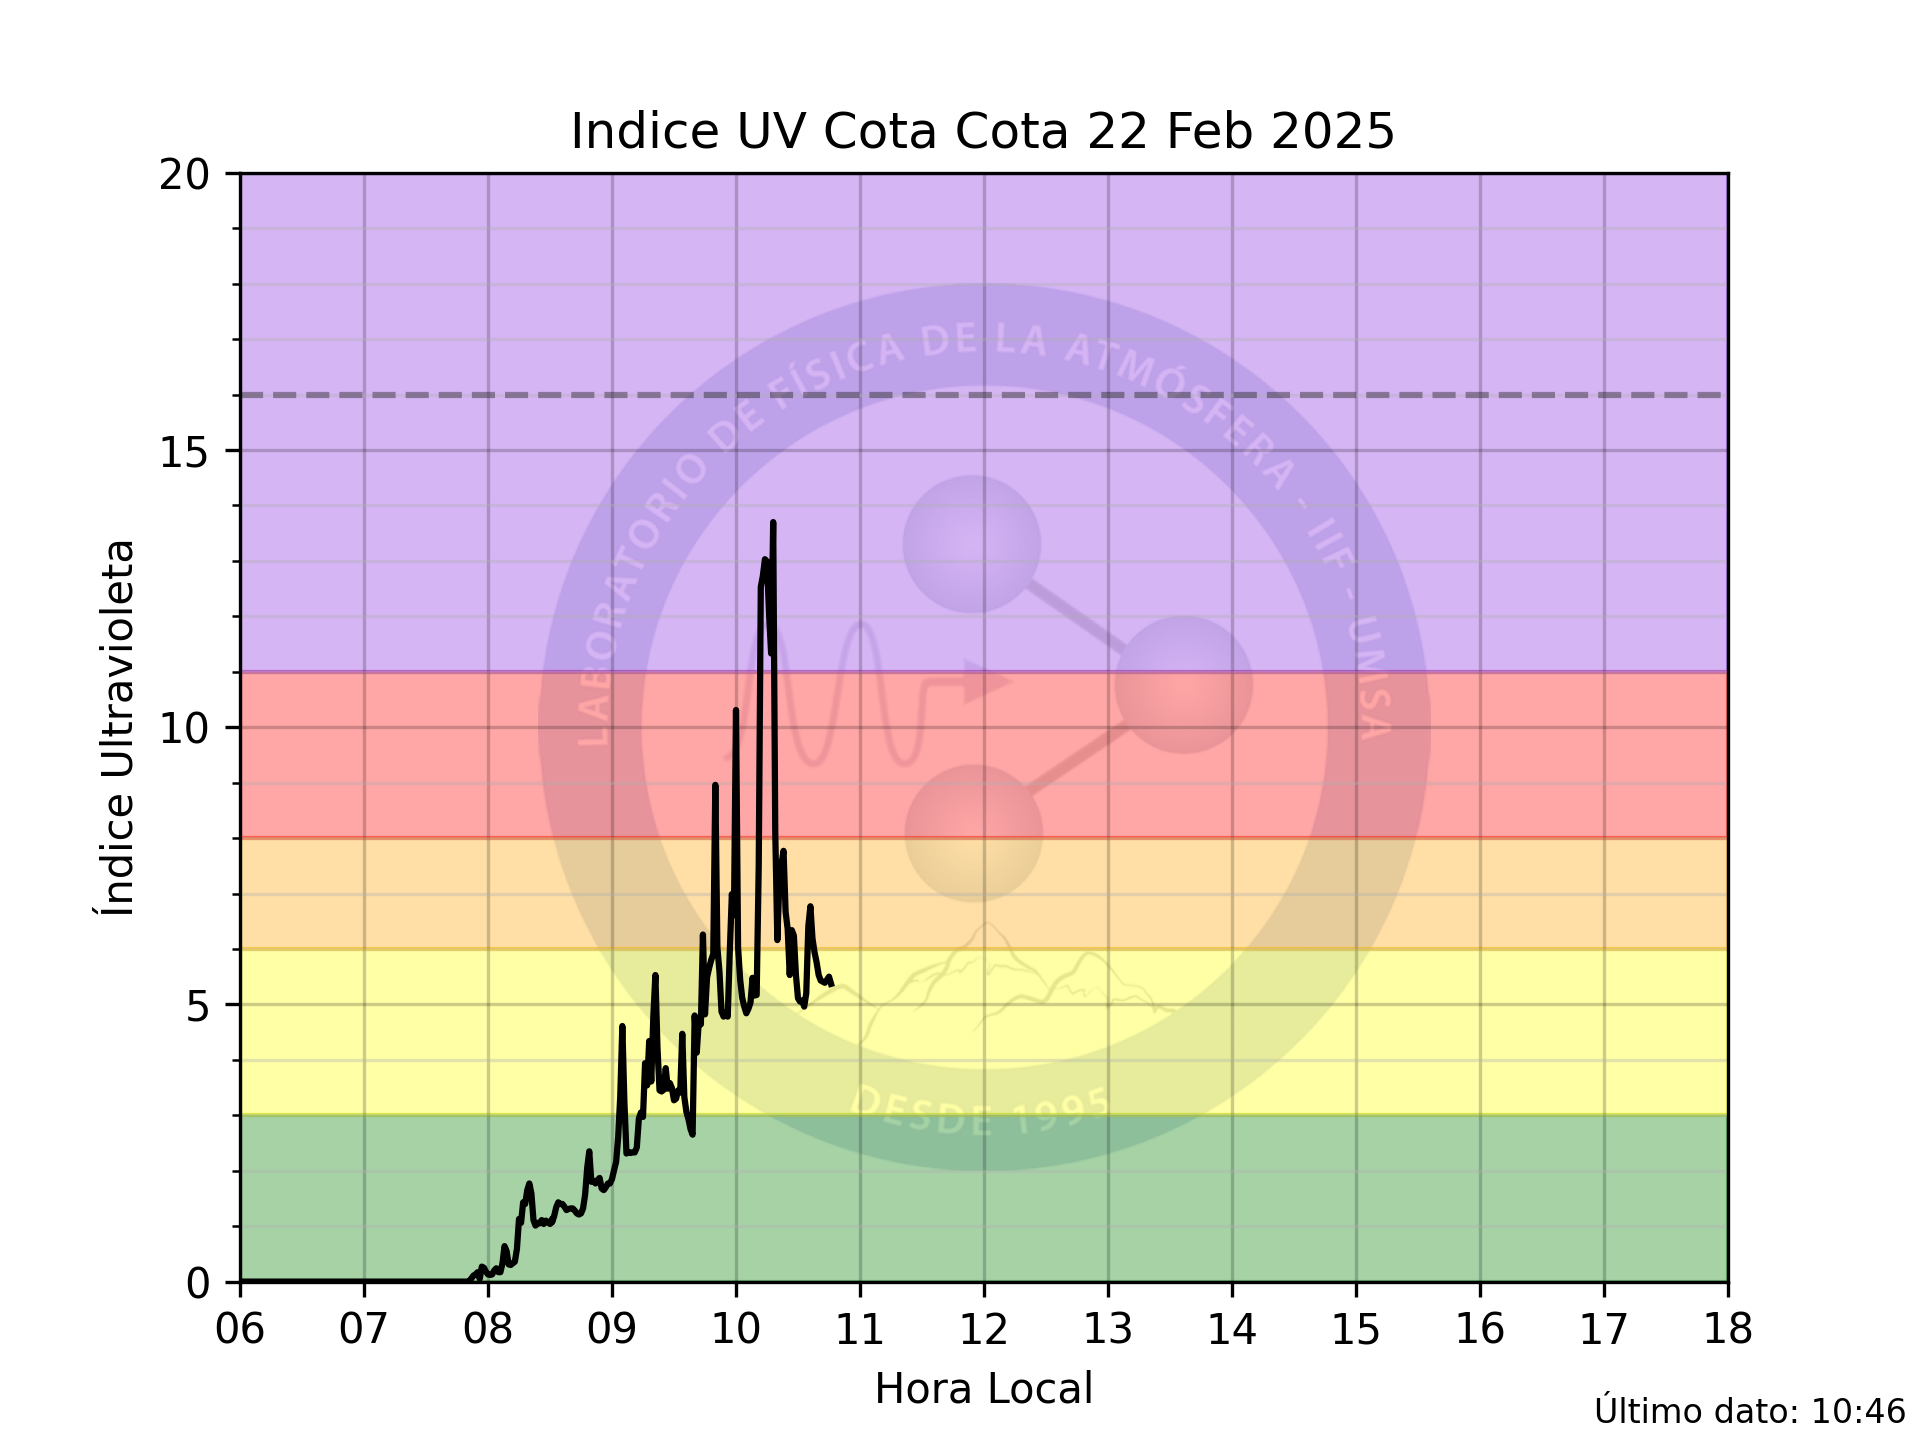 Indice UV Cota Cota 22 Feb 2025
20
15
10
5
0
Índice Ultravioleta
LABORATORIO DE FÍSICA DE LA ATMÓSFERA - IIF - UMSA
DESDE 1995
06 07 08 09 10 11 12 13 14 15 16 17 18
Hora Local
Último dato: 10:46